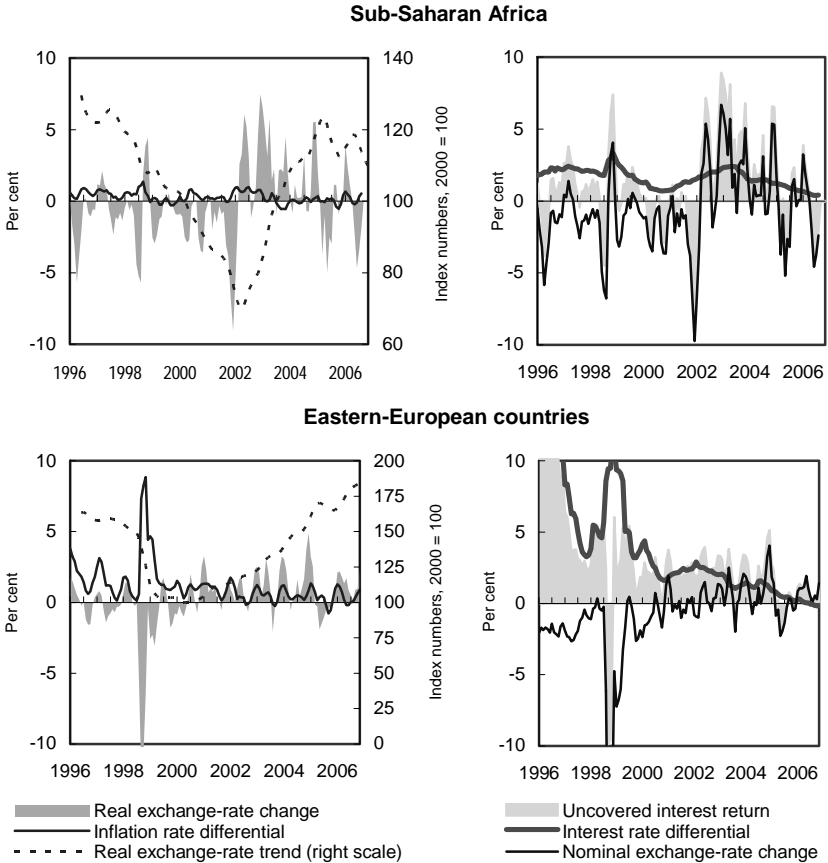 Sub-Saharan Africa
10
5
0
-5
-10
Per cent
140
120
100
80
60
Index numbers, 2000 = 100
1996 1998 2000 2002 2004 2006
10
5
0
-5
-10
Per cent
1996 1998 2000 2002 2004 2006
Eastern-European countries
10
5
0
-5
-10
Per cent
200
175
150
125
100
75
50
25
0
Index numbers, 2000 = 100
1996 1998 2000 2002 2004 2006
10
5
0
-5
-10
Per cent
1996 1998 2000 2002 2004 2006
Real exchange-rate change
Inflation rate differential
Real exchange-rate trend (right scale)
Uncovered interest return
Interest rate differential
Nominal exchange-rate change